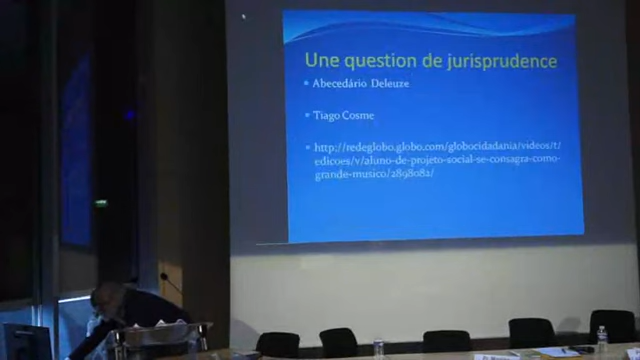 Une question de jurisprudence
Abecedário Deleuze
Tiago Cosme
http://redeglobo.globo.com/globocidadania/videos/t/
edicoes/v/aluno-de-projeto-social-se-consagra-como-
grande-musico/2898082/